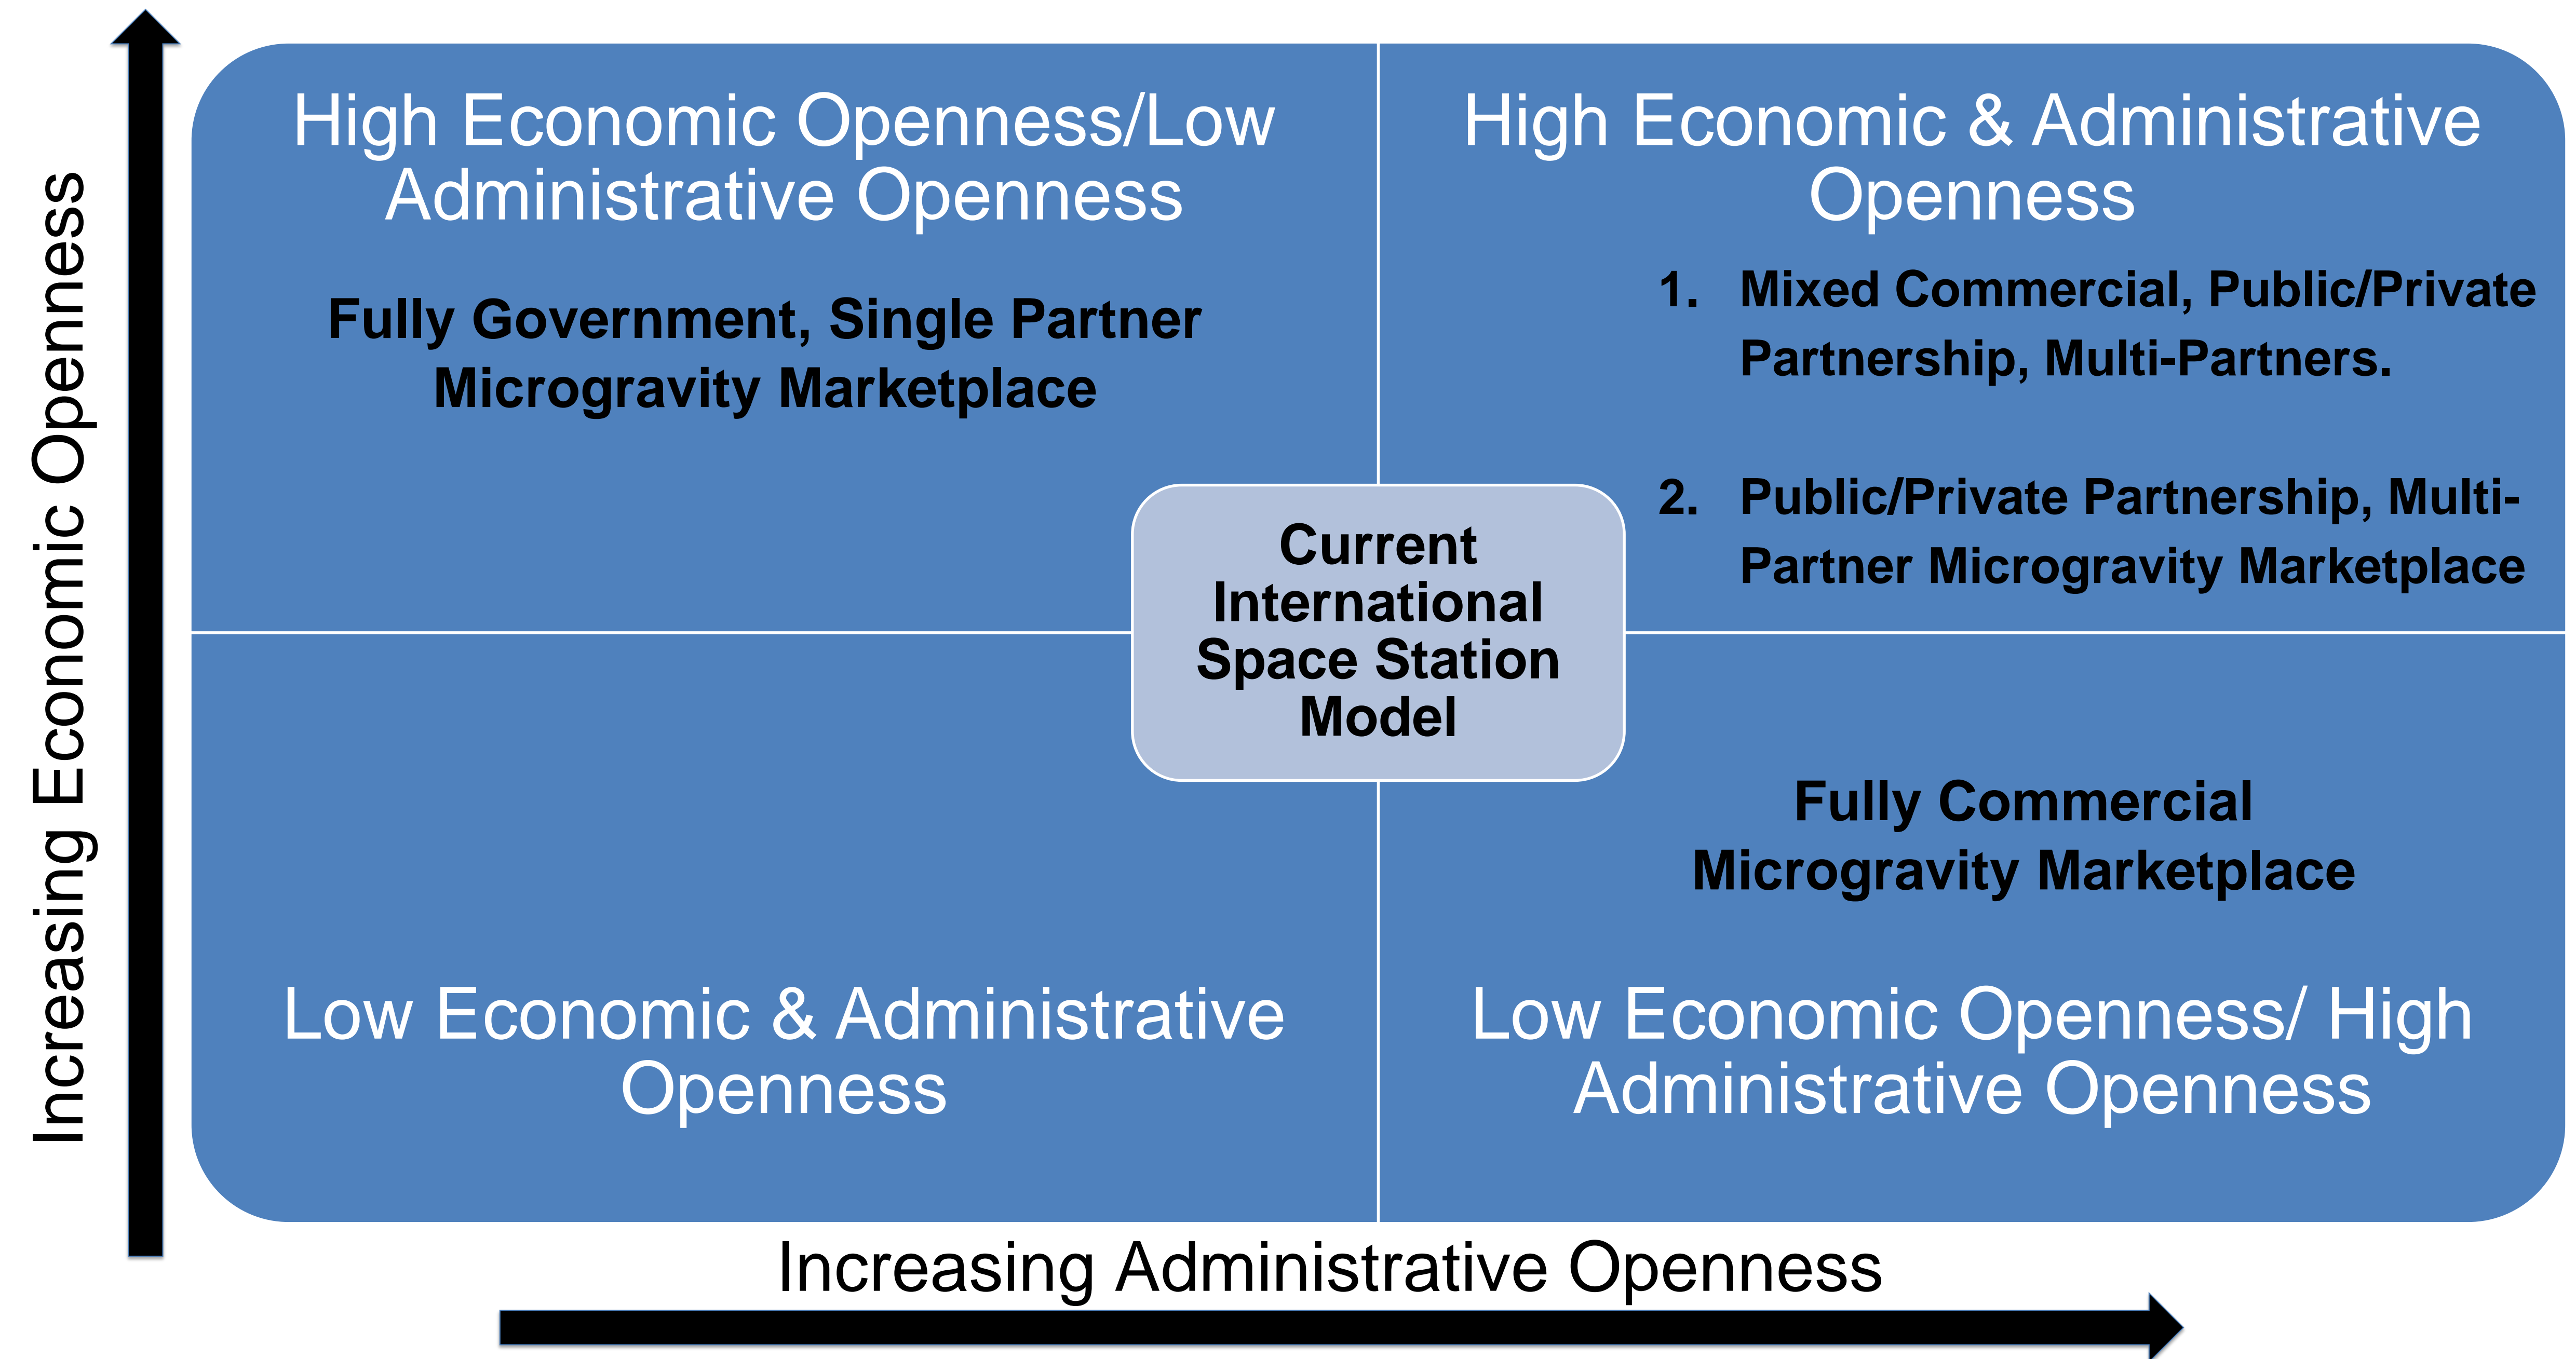 Increasing Economic Openness
High Economic Openness/Low
Administrative Openness
Fully Government, Single Partner
Microgravity Marketplace
High Economic & Administrative
Openness
1. Mixed Commercial, Public/Private
Partnership, Multi-Partners.
2. Public/Private Partnership, Multi-
Partner Microgravity Marketplace
Current
International
Space Station
Model
Low Economic & Administrative
Openness
Fully Commercial
Microgravity Marketplace
Low Economic Openness/ High
Administrative Openness
Increasing Administrative Openness